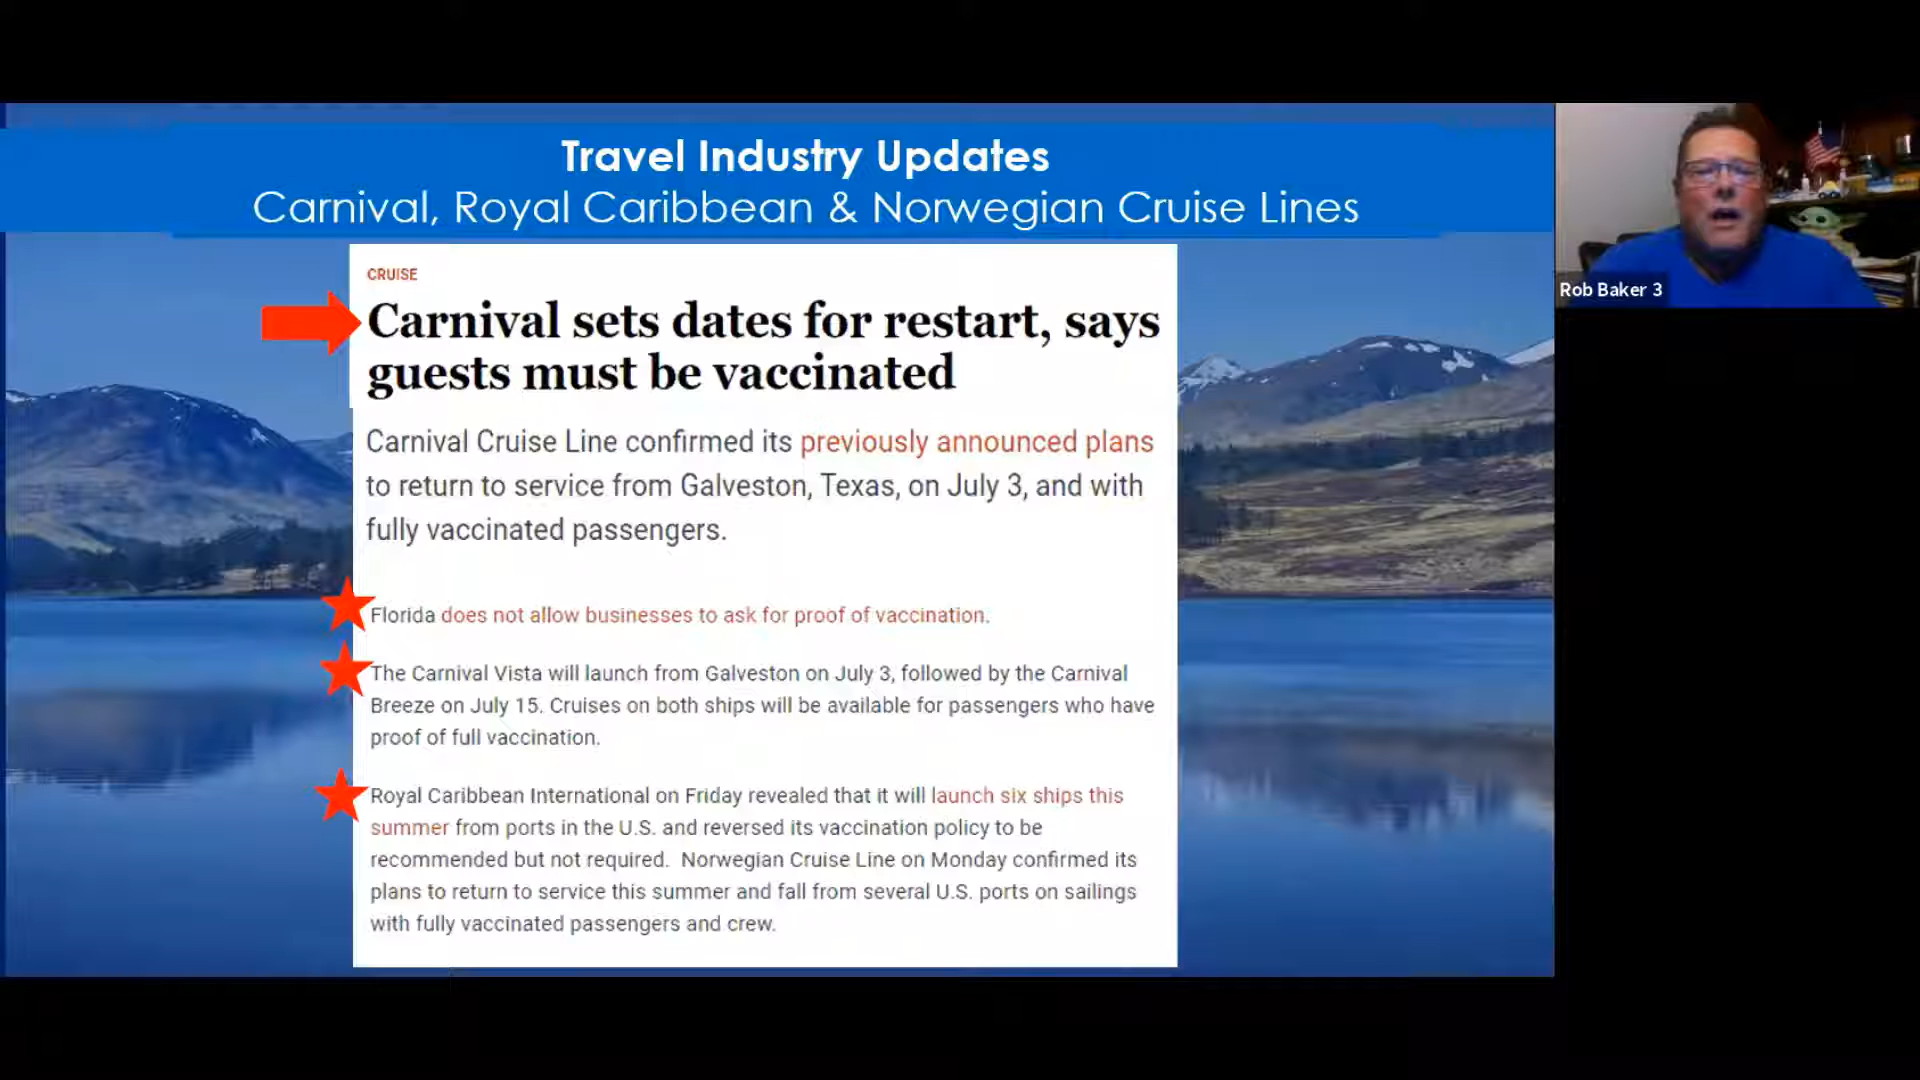 Travel Industry Updates
Carnival, Royal Caribbean & Norwegian Cruise Lines
Rob Baker 3
CRUISE
Carnival sets dates for restart, says
guests must be vaccinated
Carnival Cruise Line confirmed its previously announced plans
to return to service from Galveston, Texas, on July 3, and with
fully vaccinated passengers.
Florida does not allow businesses to ask for proof of vaccination.
The Carnival Vista will launch from Galveston on July 3, followed by the Carnival
Breeze on July 15. Cruises on both ships will be available for passengers who have
proof of full vaccination.
Royal Caribbean International on Friday revealed that it will launch six ships this
summer from ports in the U.S. and reversed its vaccination policy to be
recommended but not required.  Norwegian Cruise Line on Monday confirmed its
plans to return to service this summer and fall from several U.S. ports on sailings
with fully vaccinated passengers and crew.